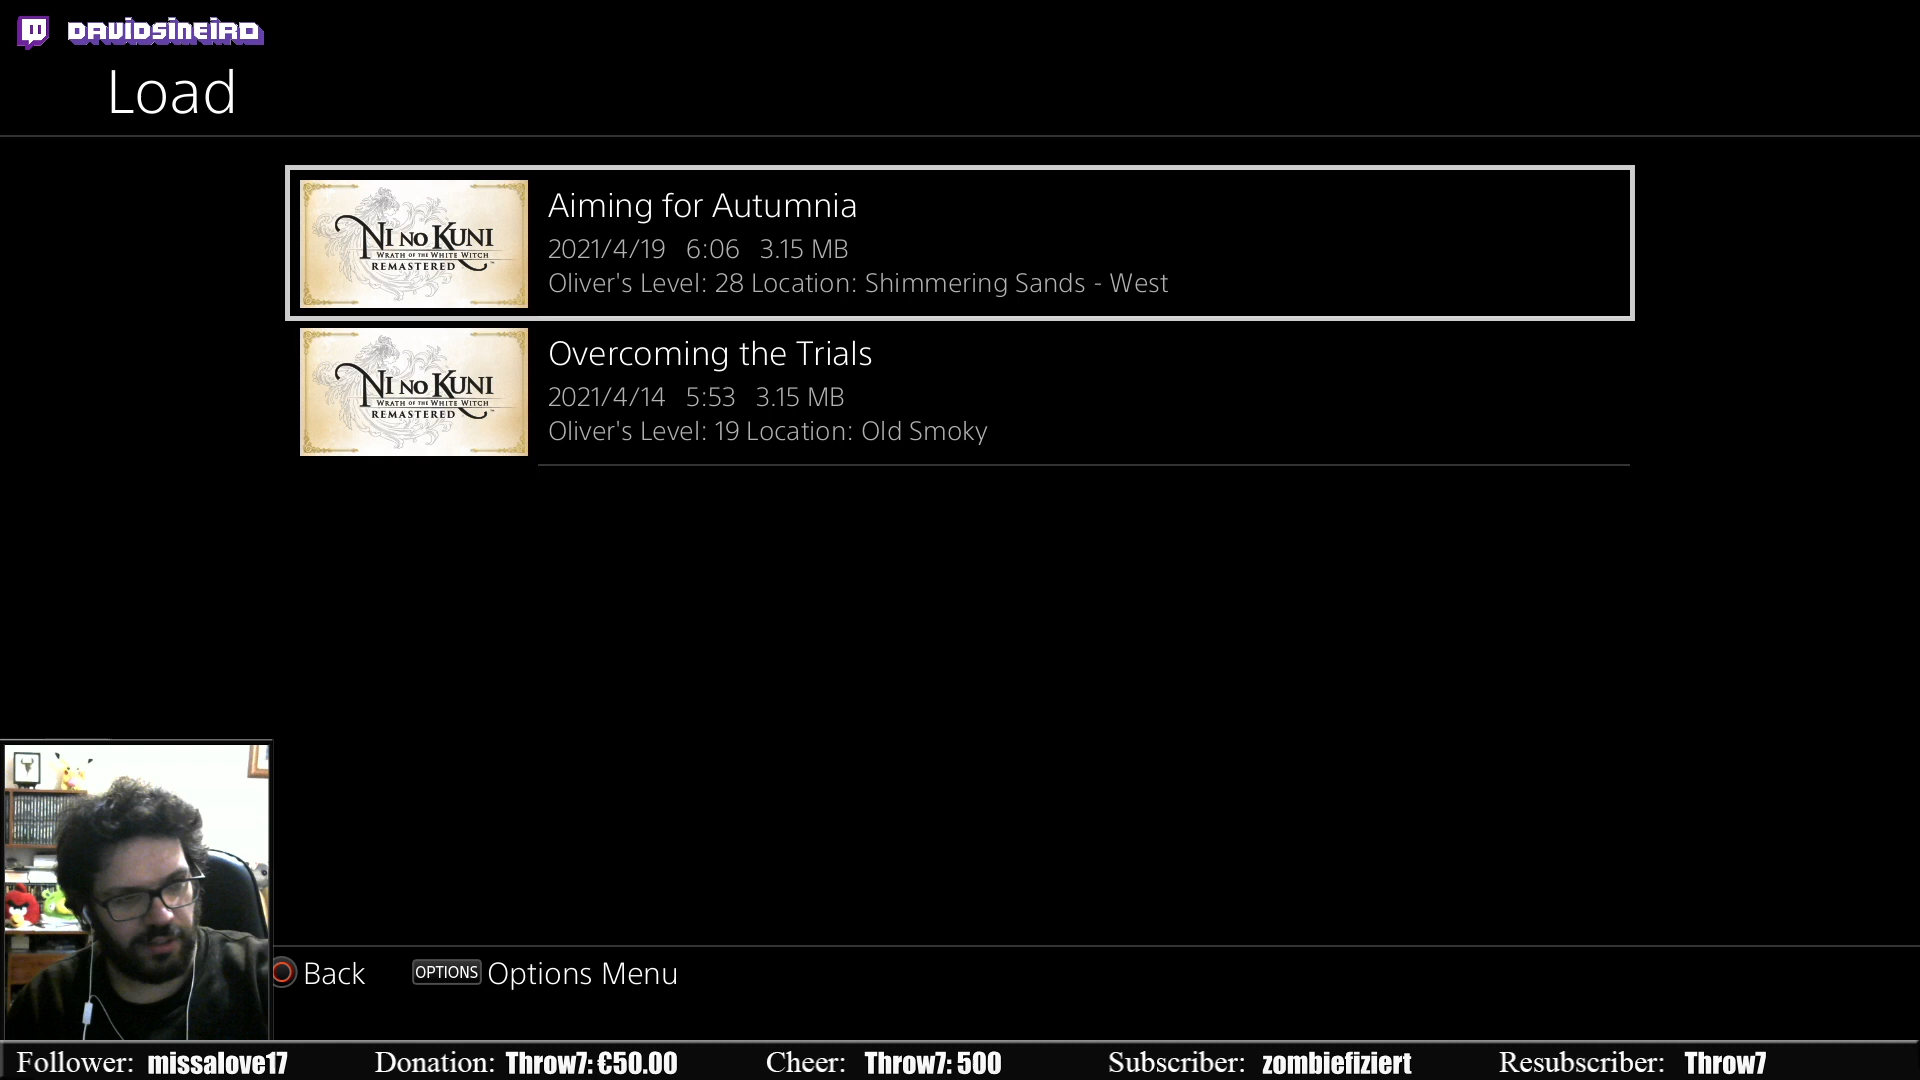 DAVIDSINEIRO
Load
Aiming for Autumnia
2021/4/19 6:06 3.15 MB
Oliver's Level: 28 Location: Shimmering Sands - West
NI NO KUNI
WRATH OF THE WHITE WITCH
REMASTERED
Overcoming the Trials
2021/4/14 5:53 3.15 MB
Oliver's Level: 19 Location: Old Smoky
NI NO KUNI
WRATH OF THE WHITE WITCH
REMASTERED
Back OPTIONS Options Menu
Follower: missalove17 Donation: Throw7: €50.00 Cheer: Throw7: 500 Subscriber: zombiefiziert Resubscriber: Throw7